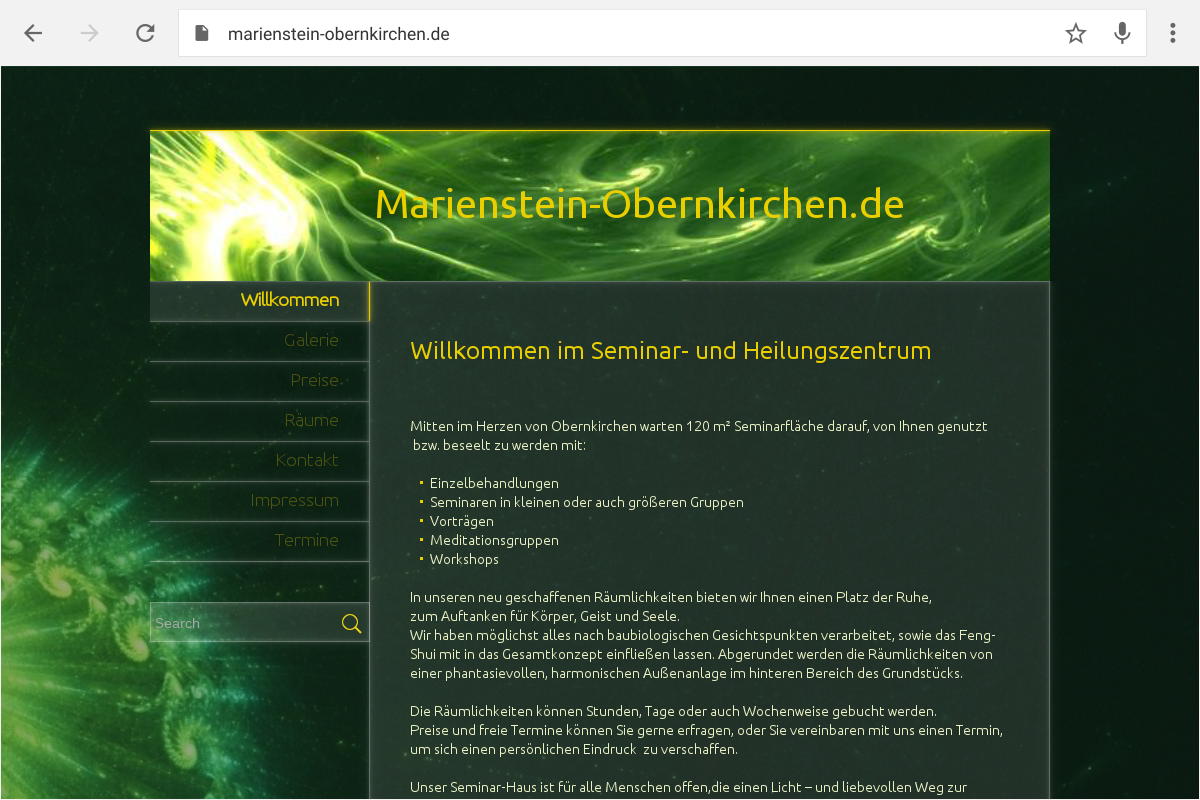 marienstein-obernkirchen.de
Marienstein-Obernkirchen.de
Willkommen
Galerie
Preise
Räume
Kontakt
Impressum
Termine
Search
Willkommen im Seminar- und Heilungszentrum
Mitten im Herzen von Obernkirchen warten 120 m² Seminarfläche darauf, von Ihnen genutzt
bzw. beseelt zu werden mit:
Einzelbehandlungen
Seminaren in kleinen oder auch größeren Gruppen
Vorträgen
Meditationsgruppen
Workshops
In unseren neu geschaffenen Räumlichkeiten bieten wir Ihnen einen Platz der Ruhe,
zum Auftanken für Körper, Geist und Seele.
Wir haben möglichst alles nach baubiologischen Gesichtspunkten verarbeitet, sowie das Feng-
Shui mit in das Gesamtkonzept einfließen lassen. Abgerundet werden die Räumlichkeiten von
einer phantasievollen, harmonischen Außenanlage im hinteren Bereich des Grundstücks.
Die Räumlichkeiten können Stunden, Tage oder auch Wochenweise gebucht werden.
Preise und freie Termine können Sie gerne erfragen, oder Sie vereinbaren mit uns einen Termin,
um sich einen persönlichen Eindruck  zu verschaffen.
Unser Seminar-Haus ist für alle Menschen offen,die einen Licht – und liebevollen Weg zur